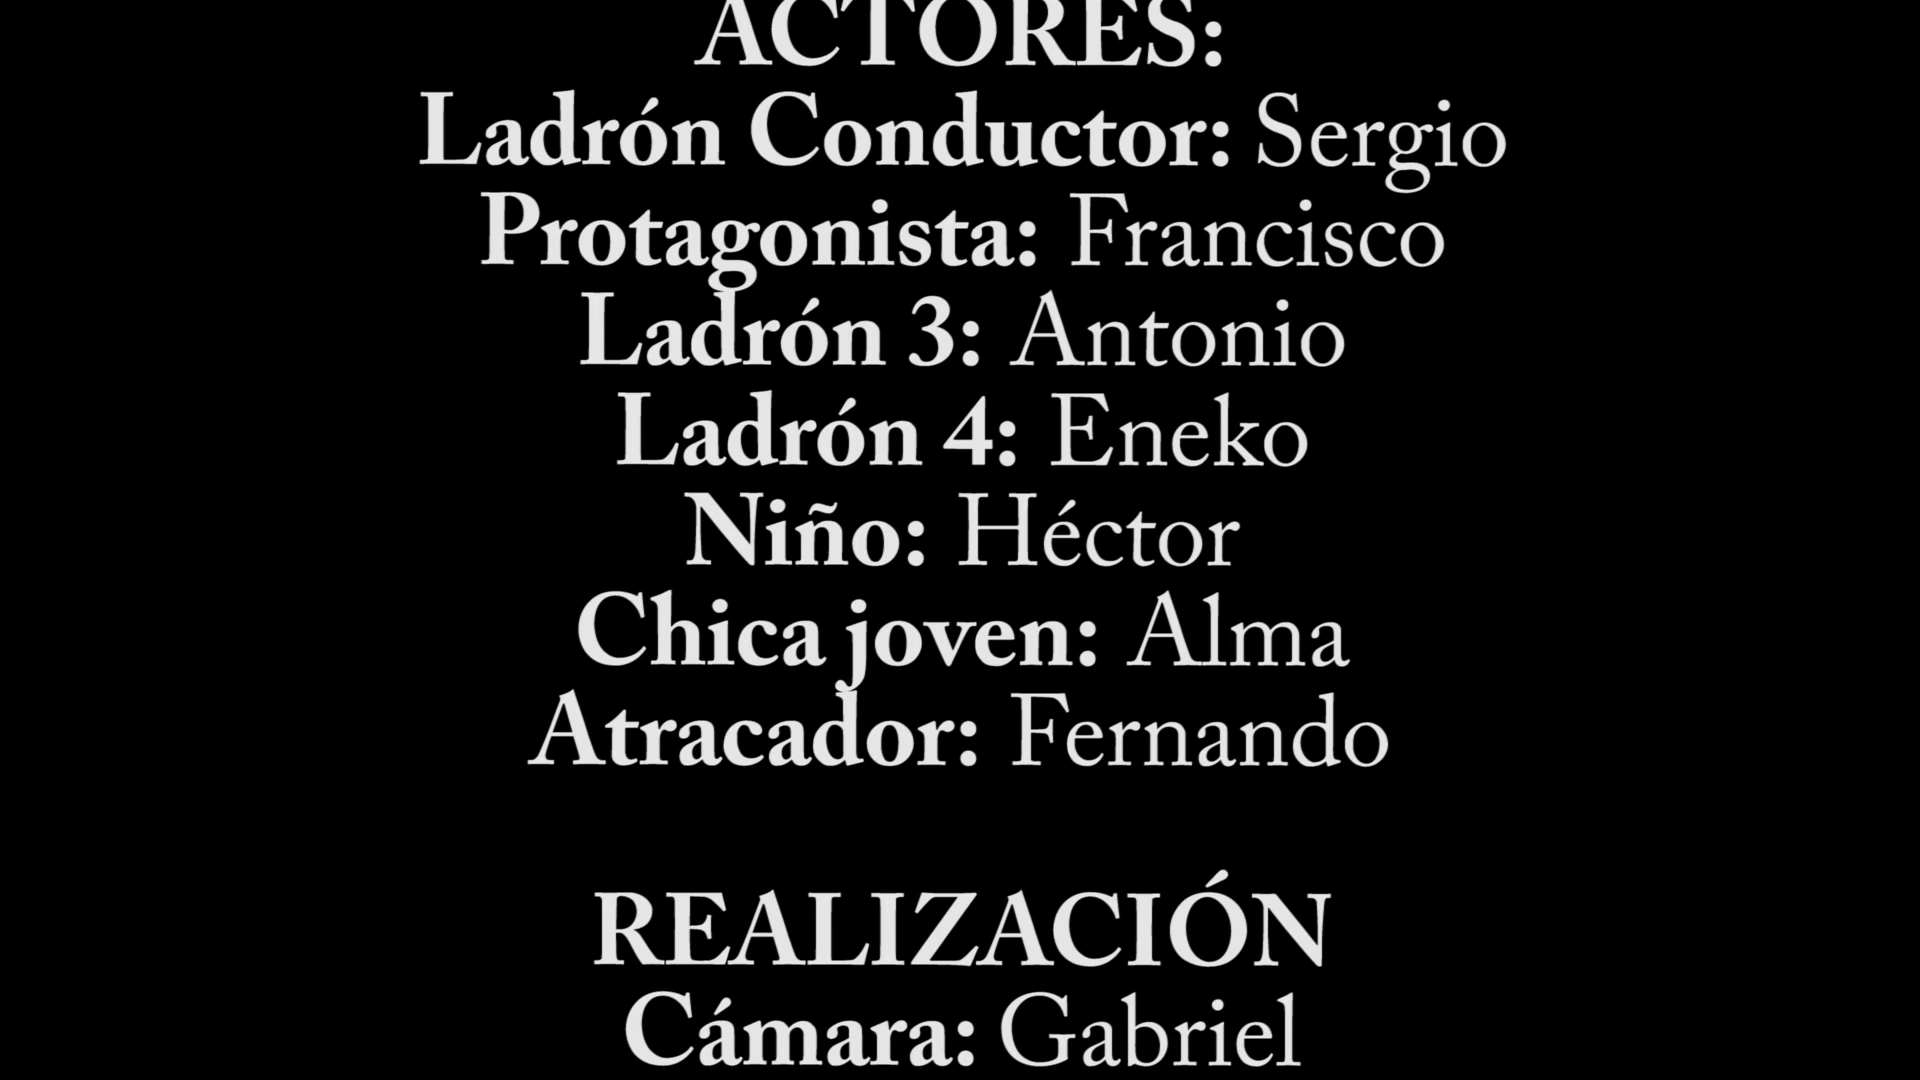 ACTORES:
Ladrón Conductor: Sergio
Protagonista: Francisco
Ladrón 3: Antonio
Ladrón 4: Eneko
Niño: Héctor
Chica joven: Alma
Atracador: Fernando
REALIZACIÓN
Cámara: Gabriel